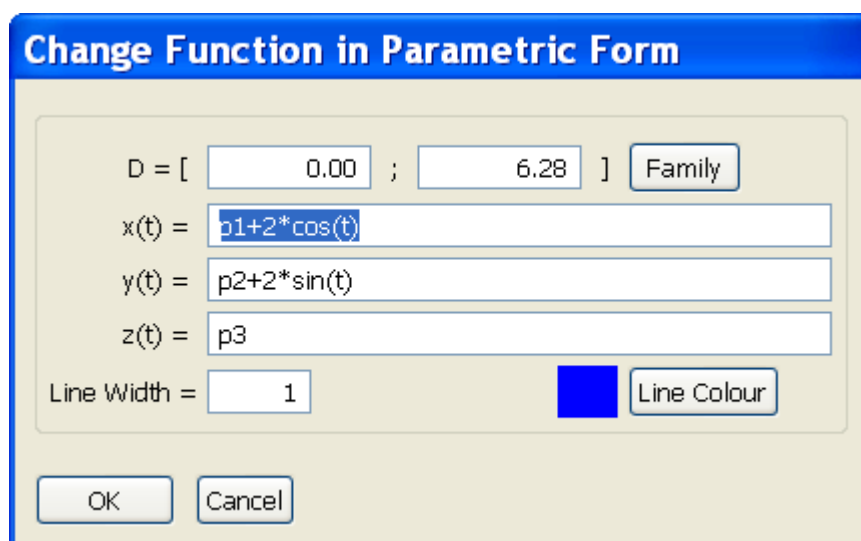 Change Function in Parametric Form
D = [ 0.00 ; 6.28 ] Family
x(t) = p1+2*cos(t)
y(t) = p2+2*sin(t)
z(t) = p3
Line Width = 1 Line Colour
OK Cancel